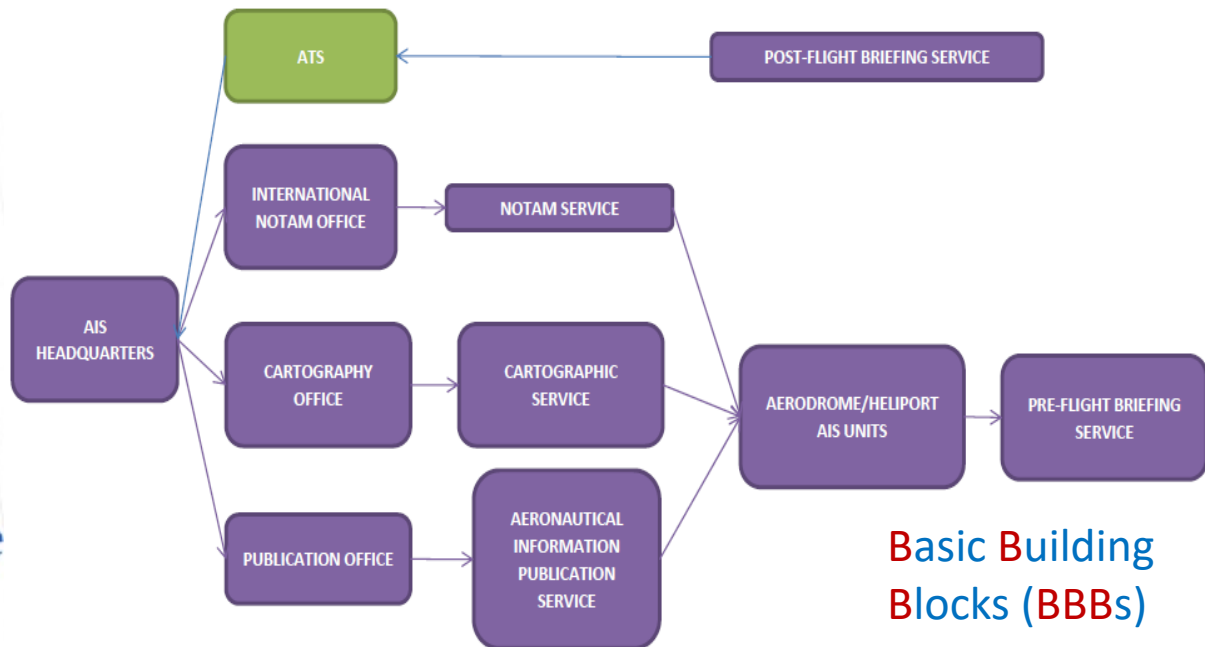 ATS
POST-FLIGHT BRIEFING SERVICE
INTERNATIONAL
NOTAM OFFICE
NOTAM SERVICE
AIS
HEADQUARTERS
CARTOGRAPHY
OFFICE
CARTOGRAPHIC
SERVICE
AERODROME/HELIPORT
AIS UNITS
PRE-FLIGHT BRIEFING
SERVICE
PUBLICATION OFFICE
AERONAUTICAL
INFORMATION
PUBLICATION
SERVICE
Basic Building
Blocks (BBBs)